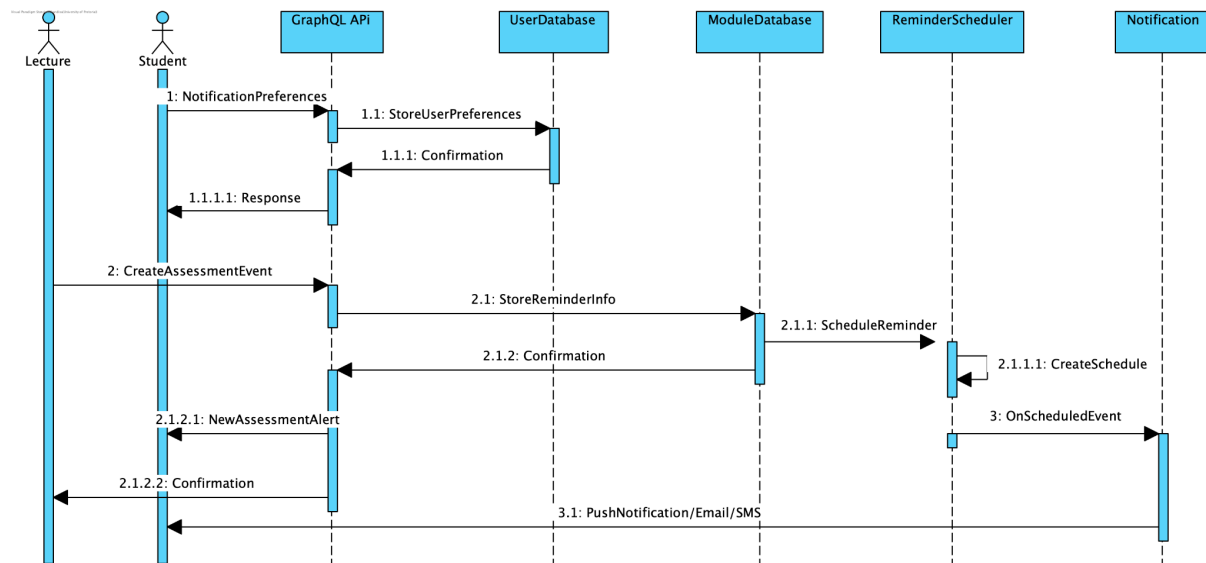 GraphQL APi
UserDatabase
ModuleDatabase
ReminderScheduler
Notification
Lecture
Student
1: NotificationPreferences
1.1: StoreUserPreferences
1.1.1: Confirmation
1.1.1.1: Response
2: CreateAssessmentEvent
2.1: StoreReminderInfo
2.1.1: ScheduleReminder
2.1.2: Confirmation
2.1.1.1: CreateSchedule
2.1.2.1: NewAssessmentAlert
3: OnScheduledEvent
2.1.2.2: Confirmation
3.1: PushNotification/Email/SMS